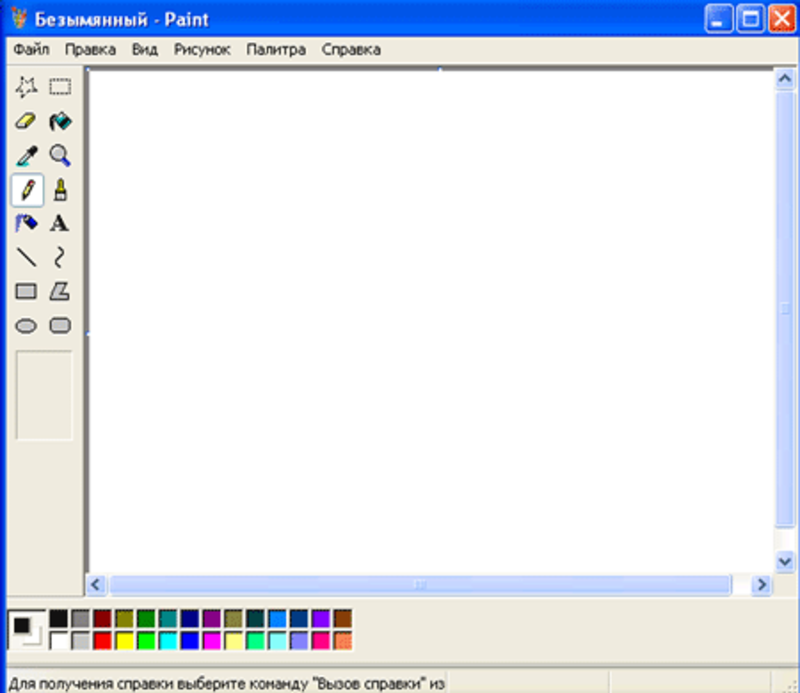 Безымянный - Paint
Файл Правка Вид Рисунок Палитра Справка
A
Для получения справки выберите команду "Вызов справки" из